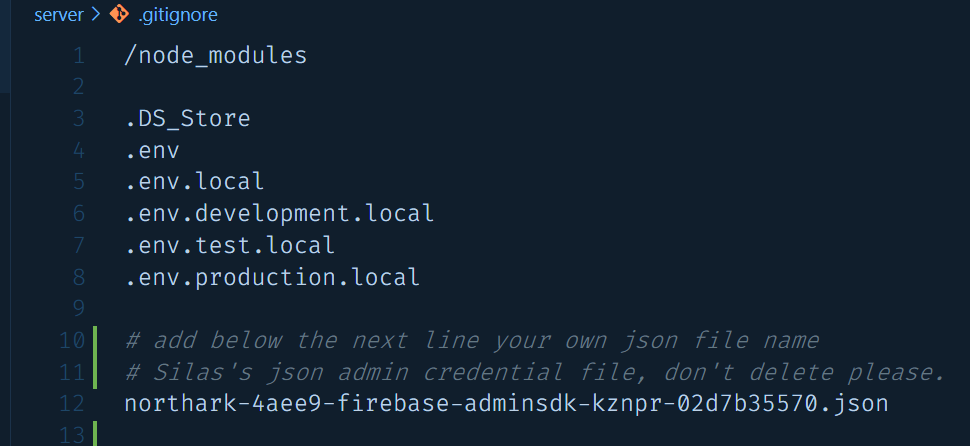 server > .gitignore
1 /node_modules
2
3 .DS_Store
4 .env
5 .env.local
6 .env.development.local
7 .env.test.local
8 .env.production.local
9
10 # add below the next line your own json file name
11 # Silas's json admin credential file, don't delete please.
12 northark-4aee9-firebase-adminsdk-kznpr-02d7b35570.json
13